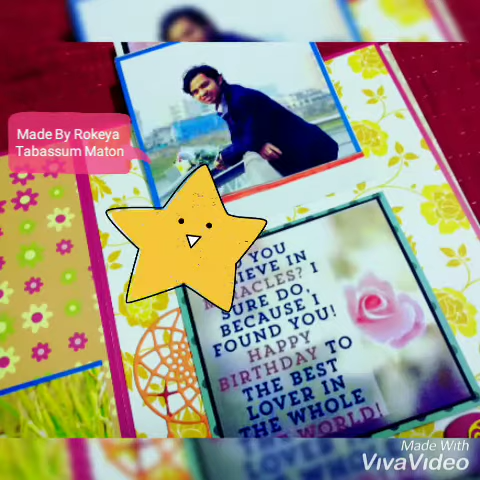 Made By Rokeya
Tabassum Maton
YOU
IEVE IN
RACLES? I
SURE DO,
BECAUSE I
FOUND YOU!
HAPPY
BIRTHDAY TO
THE BEST
LOVER IN
THE WHOLE
WORLD!
Made With
VivaVideo